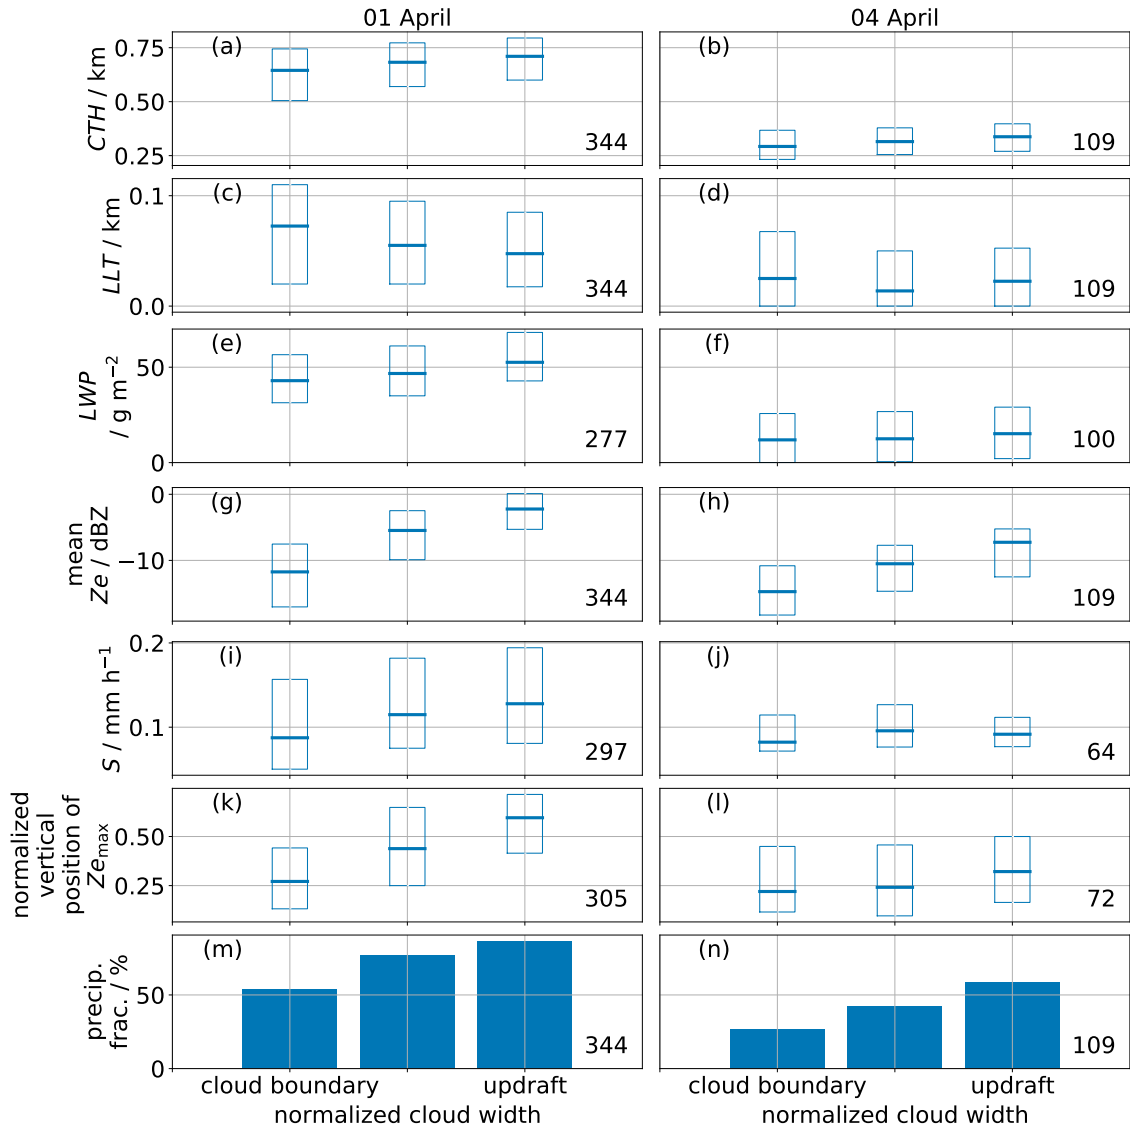 01 April
04 April
(a)
(b)
CTH / km
0.75
0.50
0.25
344
109
(c)
(d)
LLT / km
0.1
0.0
344
109
(e)
(f)
LWP
/ g m−2
50
0
277
100
(g)
(h)
mean
Ze / dBZ
0
−10
344
109
(i)
(j)
S / mm h−1
0.2
0.1
297
64
(k)
(l)
normalized
vertical
position of
Zemax
0.50
0.25
305
72
(m)
(n)
precip.
frac. / %
50
0
344
109
cloud boundary
updraft
cloud boundary
updraft
normalized cloud width
normalized cloud width